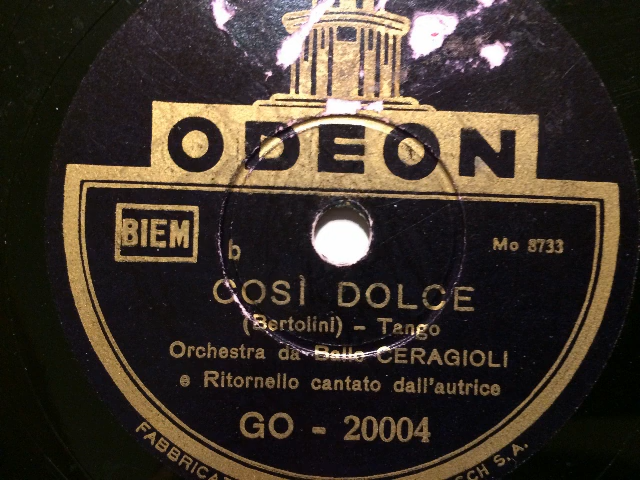 ODEON
BIEM
b
Mo 8733
COSÌ DOLCE
(Bertolini) - Tango
Orchestra da Ballo CERAGIOLI
e Ritornello cantato dall'autrice
GO - 20004
S. A.